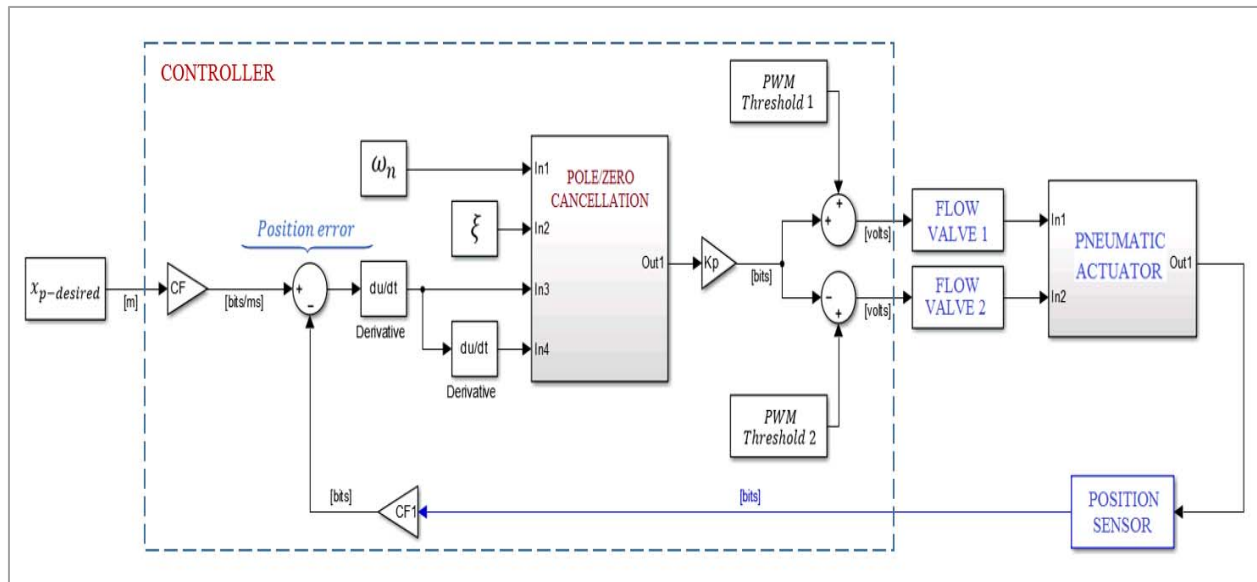 CONTROLLER
PWM
Threshold 1
ω_n
In1
POLE/ZERO
CANCELLATION
ξ
In2
Position error
+
+
[volts]
FLOW
VALVE 1
In1
PNEUMATIC
ACTUATOR
Out1
x_{p-desired}
[m]
CF
[bits/ms]
+
−
du/dt
Derivative
In3
Out1
Kp
[bits]
−
+
[volts]
FLOW
VALVE 2
In2
du/dt
Derivative
In4
PWM
Threshold 2
[bits]
CF1
[bits]
POSITION
SENSOR